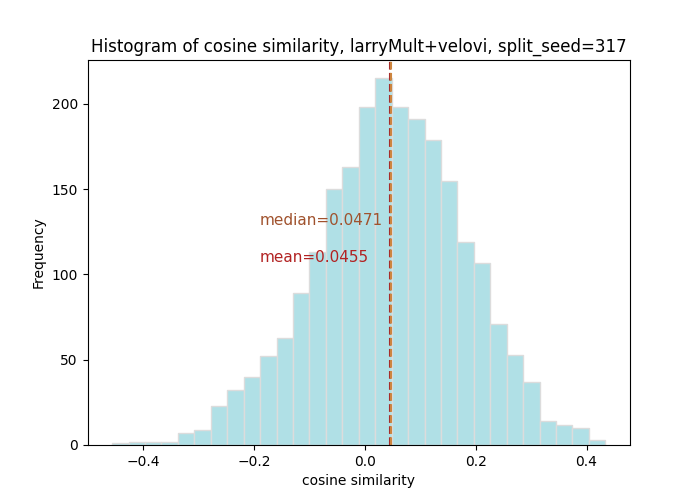 Histogram of cosine similarity, larryMult+velovi, split_seed=317
200
150
100
50
0
Frequency
median=0.0471
mean=0.0455
−0.4
−0.2
0.0
0.2
0.4
cosine similarity